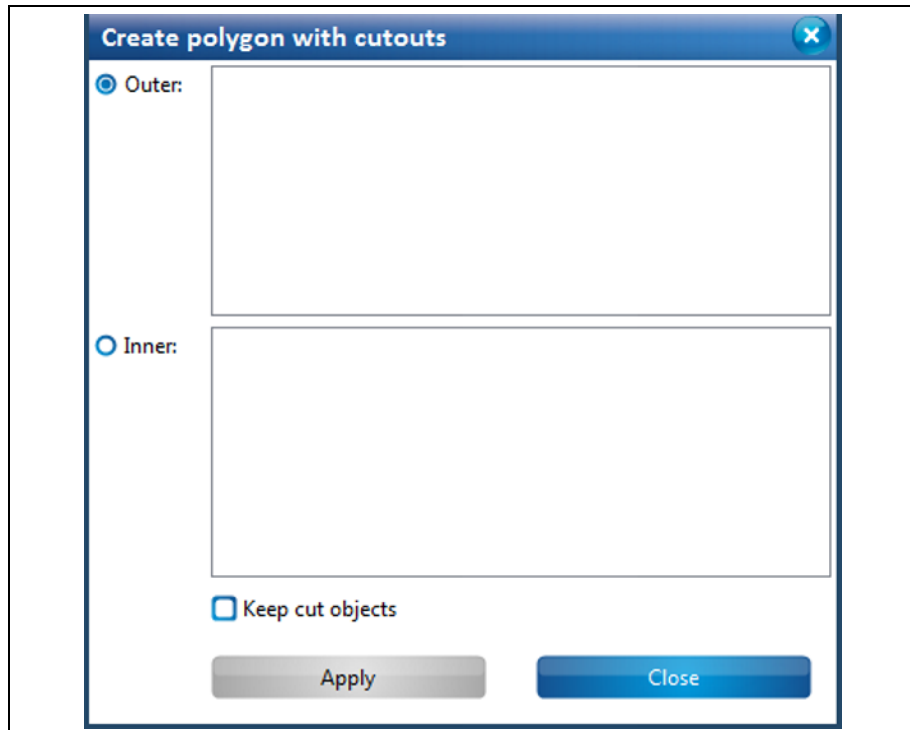 Create polygon with cutouts
Outer:
Inner:
Keep cut objects
Apply
Close